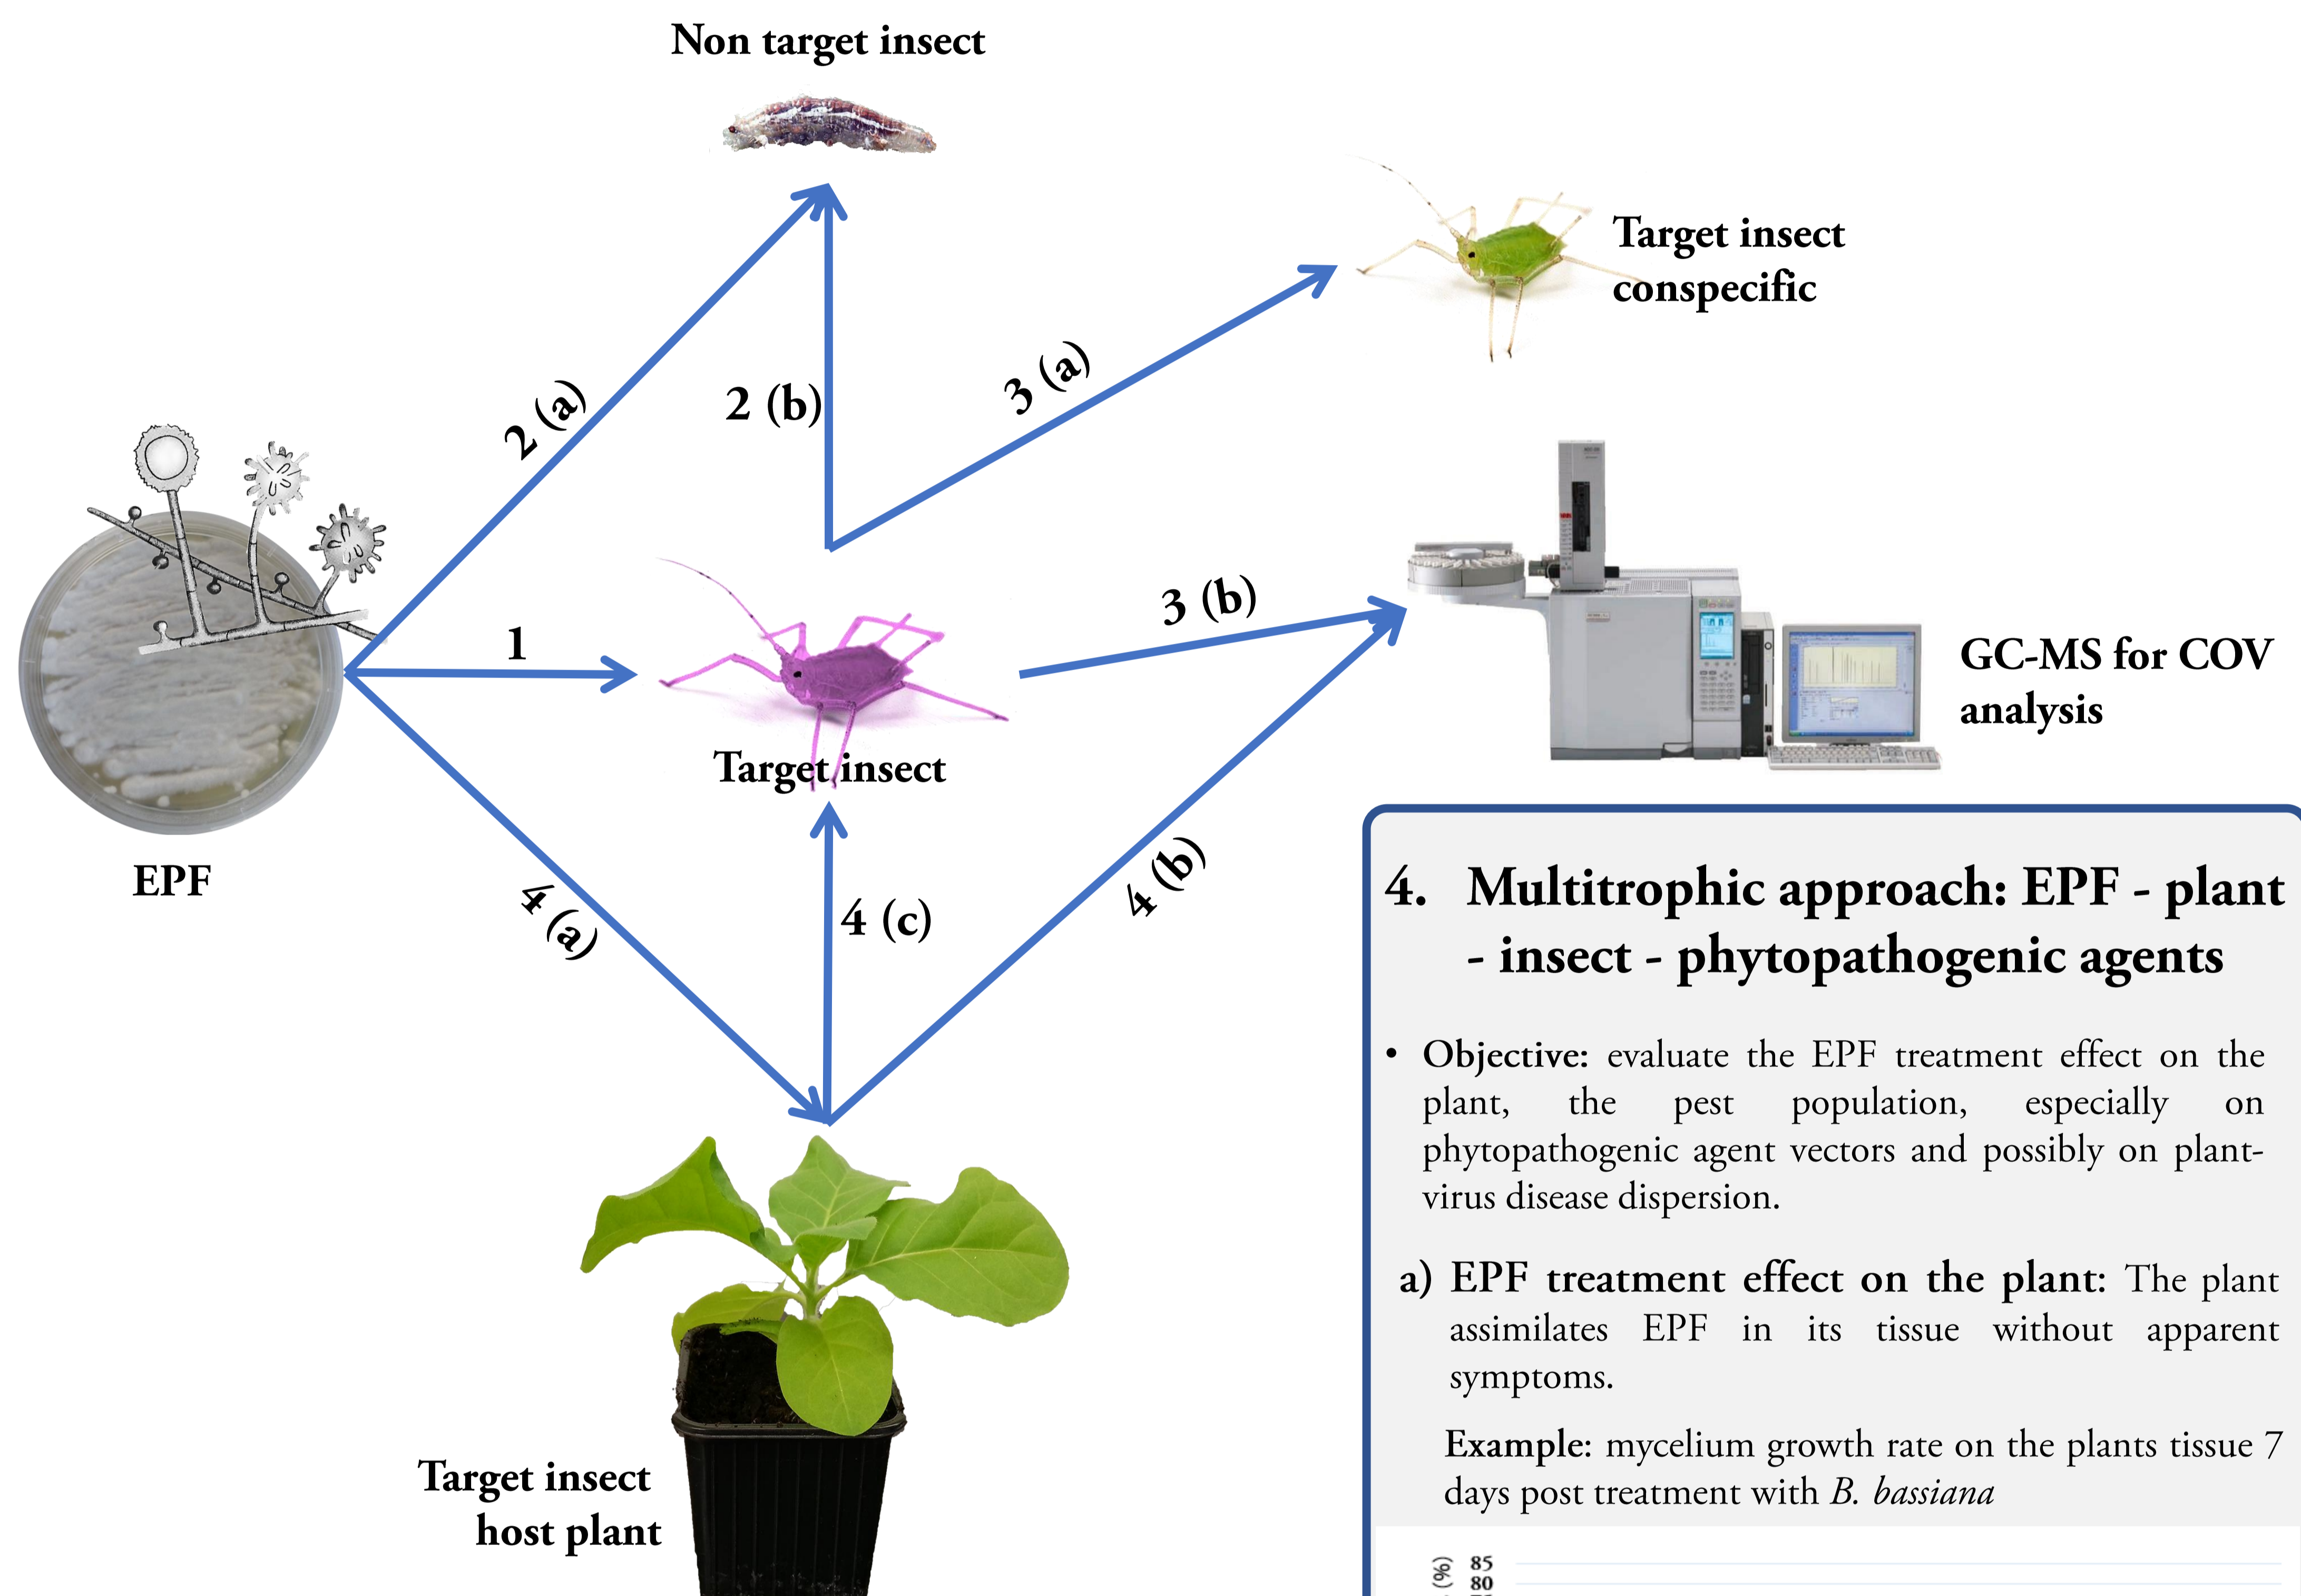 Non target insect
Target insect
conspecific
2 (a)
2 (b)
3 (a)
1
3 (b)
Target insect
GC-MS for COV
analysis
EPF
4 (a)
4 (c)
4 (b)
Target insect
host plant
4. Multitrophic approach: EPF - plant
- insect - phytopathogenic agents
• Objective: evaluate the EPF treatment effect on the
plant, the pest population, especially on
phytopathogenic agent vectors and possibly on plant-
virus disease dispersion.
a) EPF treatment effect on the plant: The plant
assimilates EPF in its tissue without apparent
symptoms.
Example: mycelium growth rate on the plants tissue 7
days post treatment with B. bassiana
(%)
85
80